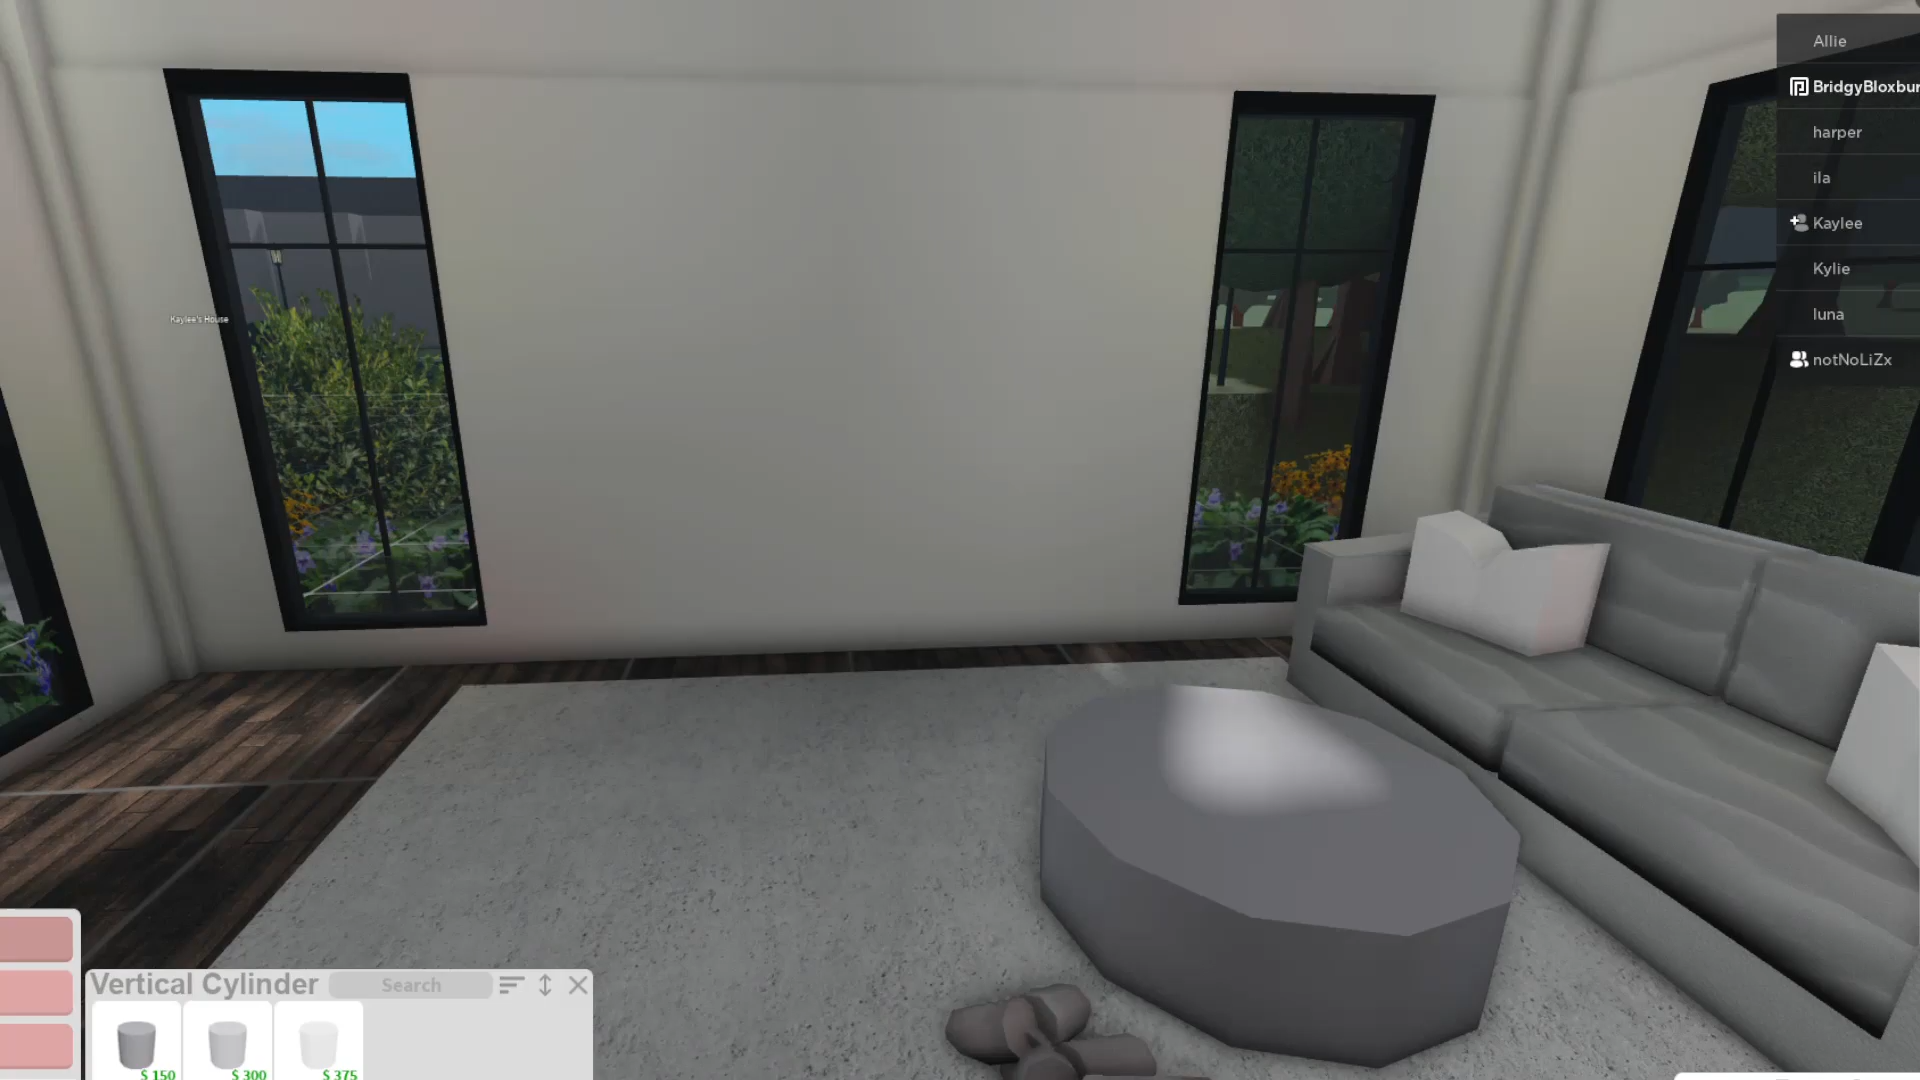 Allie
BridgyBloxbur
harper
ila
Kaylee
Kylie
luna
notNoLiZx
Kaylee's House
Vertical Cylinder
Search
$ 150
$ 300
$ 375